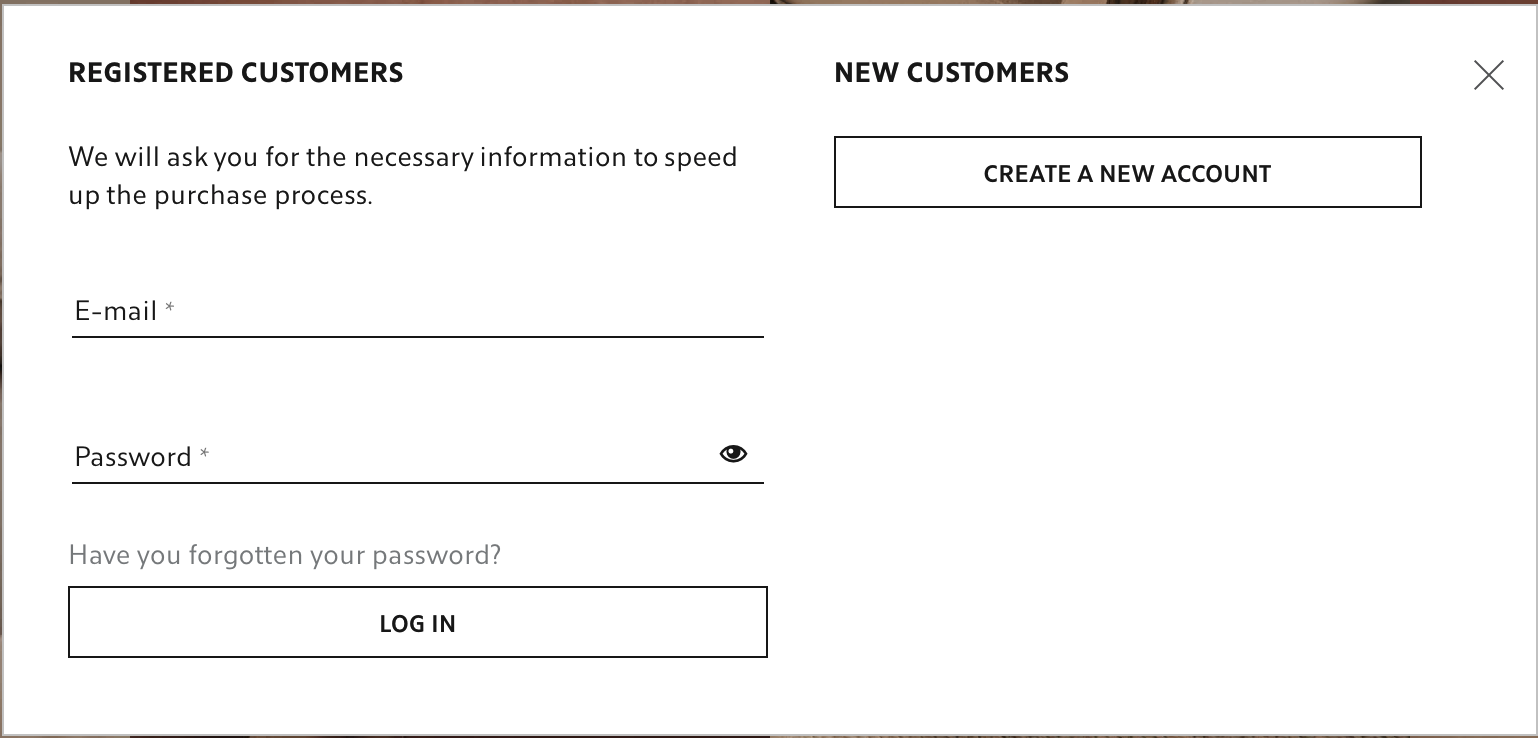 REGISTERED CUSTOMERS
We will ask you for the necessary information to speed
up the purchase process.
E-mail *
Password *
Have you forgotten your password?
LOG IN
NEW CUSTOMERS
CREATE A NEW ACCOUNT